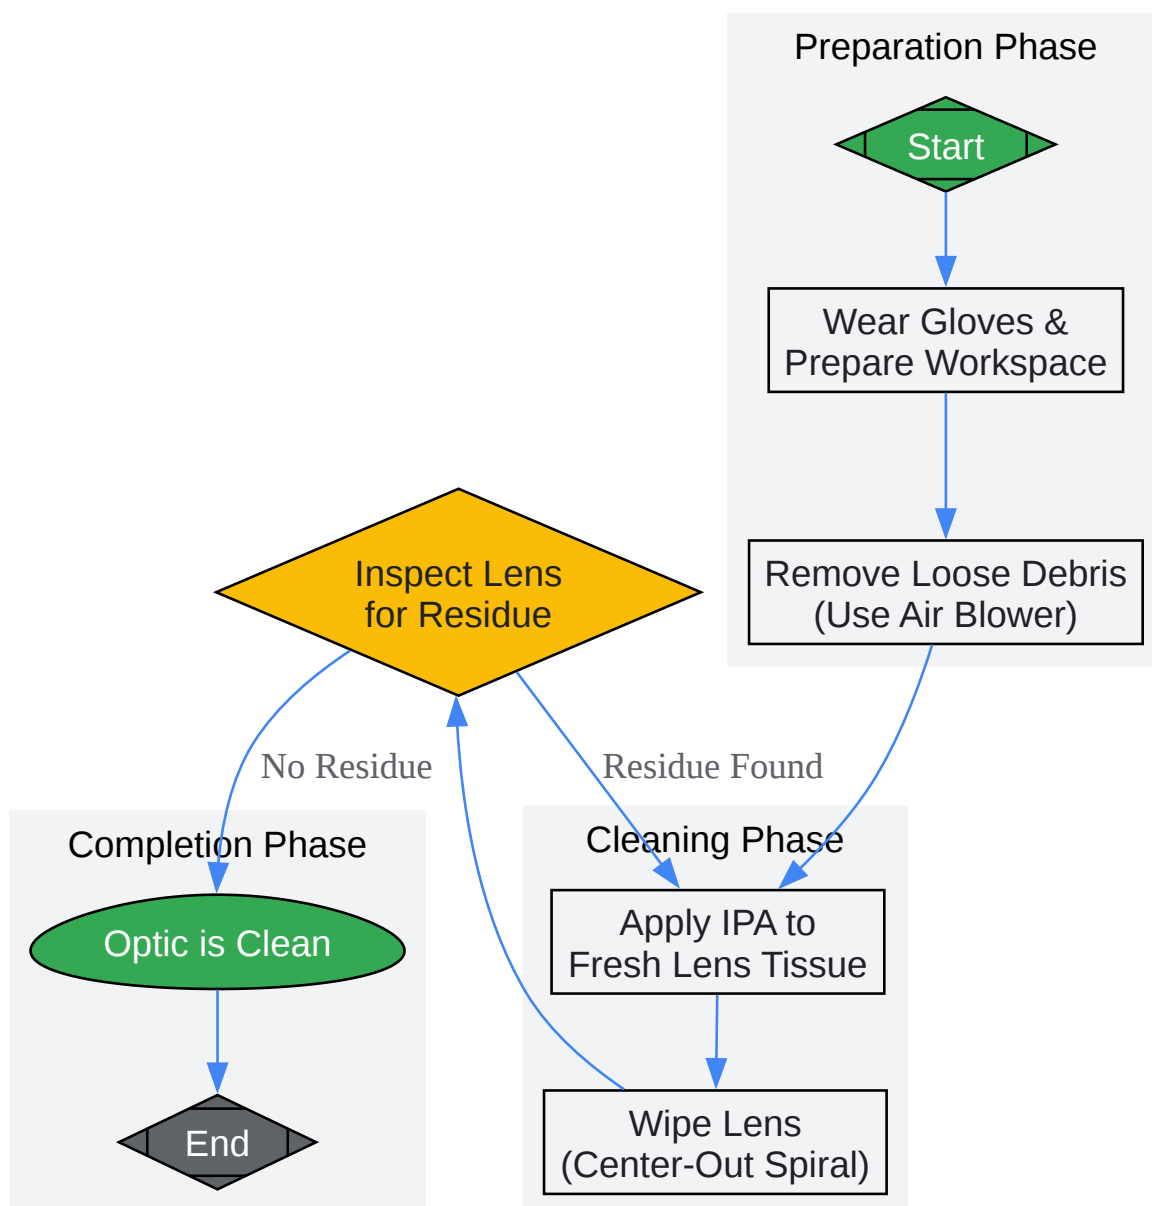 Preparation Phase
Start
Wear Gloves &
Prepare Workspace
Remove Loose Debris
(Use Air Blower)
Inspect Lens
for Residue
No Residue
Residue Found
Cleaning Phase
Apply IPA to
Fresh Lens Tissue
Wipe Lens
(Center-Out Spiral)
Completion Phase
Optic is Clean
End